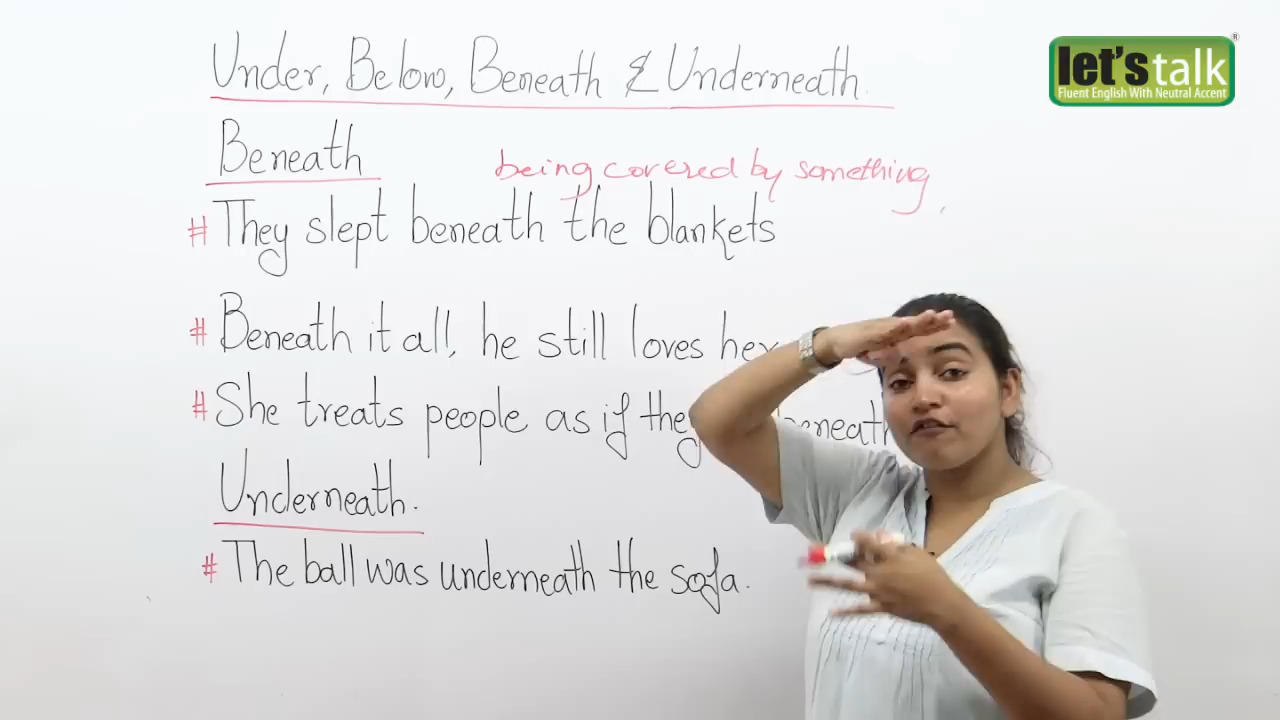 Under, Below, Beneath & Underneath.
let's talk ®
Fluent English With Neutral Accent
Beneath
being covered by something,
# They slept beneath the blankets
# Beneath it all, he still loves her
# She treats people as if they beneath
Underneath.
# The ball was underneath the sofa.